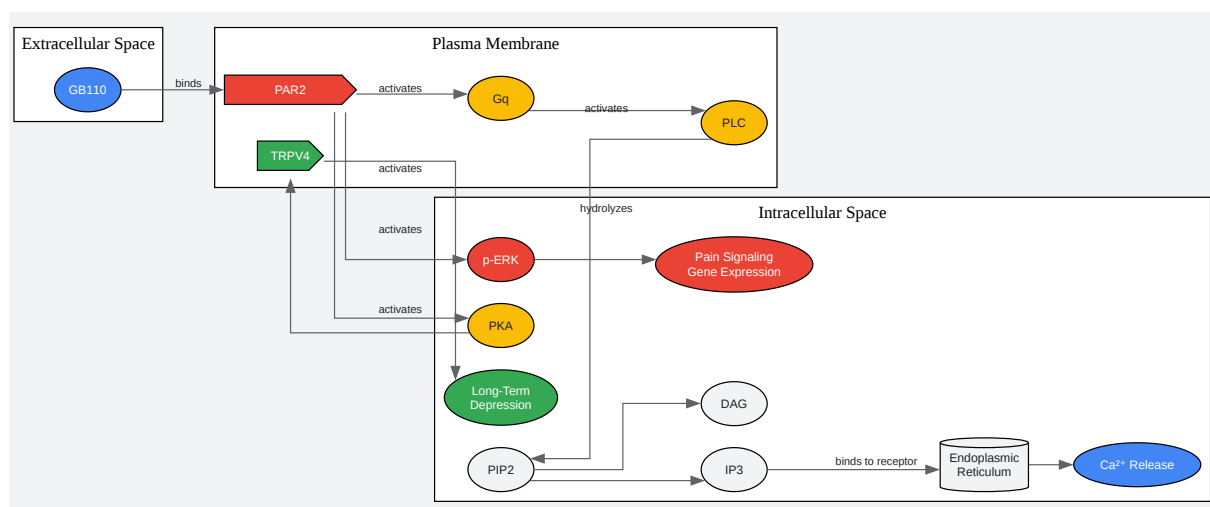 Extracellular Space
Plasma Membrane
GB110
binds
PAR2
activates
Gq
activates
PLC
TRPV4
activates
hydrolyzes
Intracellular Space
activates
p-ERK
Pain Signaling
Gene Expression
activates
PKA
Long-Term
Depression
DAG
PIP2
IP3
binds to receptor
Endoplasmic
Reticulum
Ca²⁺ Release